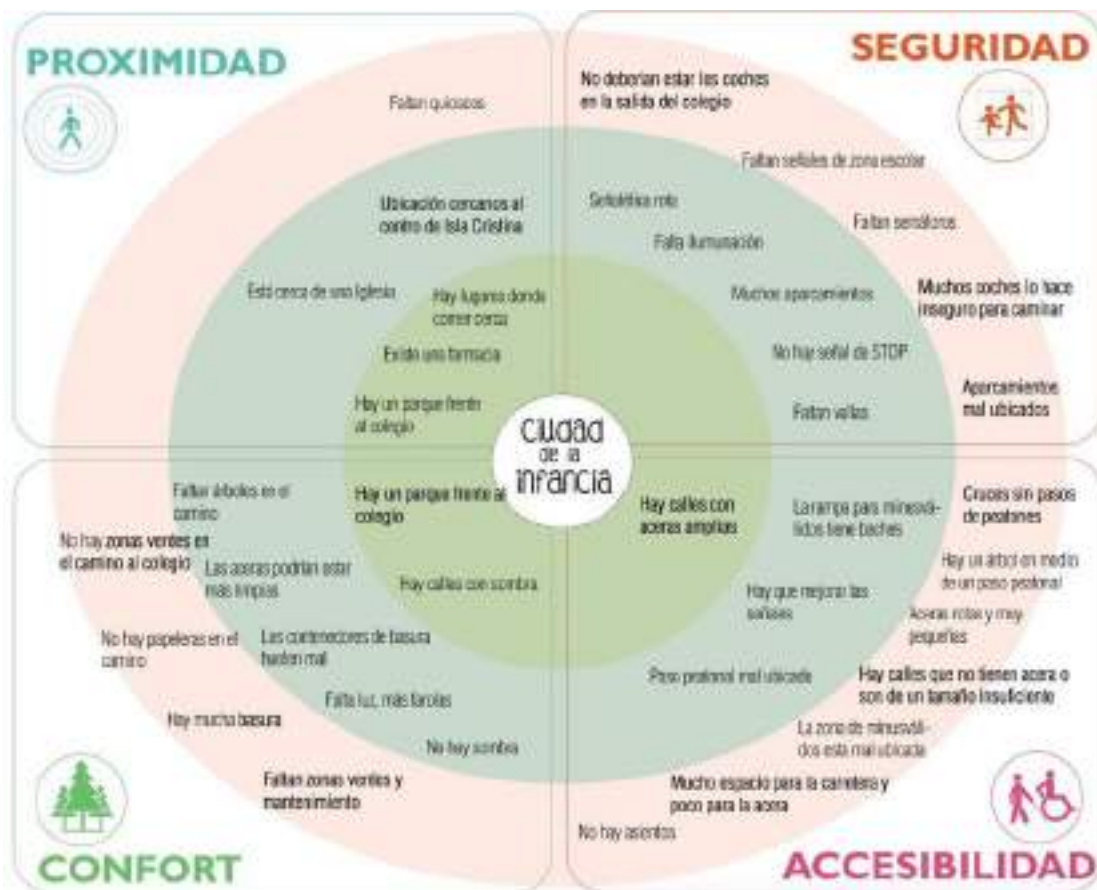 PROXIMIDAD
Faltan quioscos
Ubicación cercanos al
centro de Isla Cristina
Está cerca de una Iglesia
Hay lugares donde
correr cerca
Existe una farmacia
Hay un parque frente
al colegio
SEGURIDAD
No deberían estar los coches
en la salida del colegio
Faltan señales de zona escolar
Señalética rota
Faltan semáforos
Falta ilumunación
Muchos coches lo hace
inseguro para caminar
Muchos aparcamientos
No hay señal de STOP
Aparcamientos
mal ubicados
Faltan vallas
Ciudad
de la
infancia
Faltan árboles en el
camino
Hay un parque frente al
colegio
No hay zonas verdes en
el camino al colegio
Las aceras podrían estar
más limpias
Hay calles con sombra
No hay papeleras en el
camino
Los contenedores de basura
huelen mal
Falta luz, más farolas
Hay mucha basura
No hay sombra
Faltan zonas verdes y
mantenimiento
CONFORT
Hay calles con
aceras amplias
La rampa para minusvá-
lidos tiene baches
Cruces sin pasos
de peatones
Hay un árbol en medio
de un paso peatonal
Hay que mejorar las
señales
Aceras rotas y muy
pequeñas
Paso peatonal mal ubicado
Hay calles que no tienen acera o
son de un tamaño insuficiente
La zona de minusvá-
lidos está mal ubicada
Mucho espacio para la carretera y
poco para la acera
No hay asientos
ACCESIBILIDAD